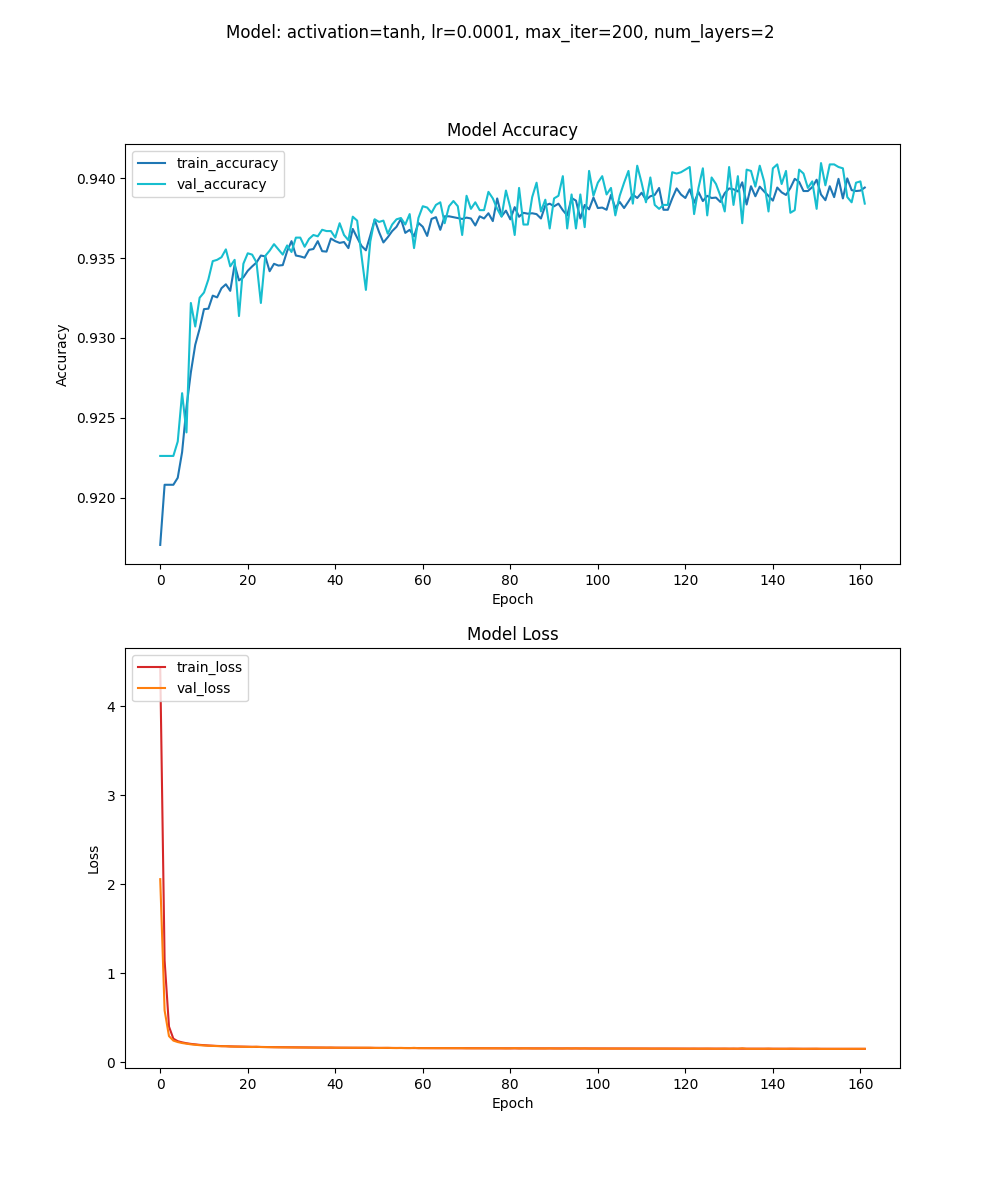 Model: activation=tanh, lr=0.0001, max_iter=200, num_layers=2
Model Accuracy
train_accuracy
val_accuracy
0.940
0.935
0.930
0.925
0.920
Accuracy
0 20 40 60 80 100 120 140 160
Epoch
Model Loss
train_loss
val_loss
4
3
2
1
0
Loss
0 20 40 60 80 100 120 140 160
Epoch